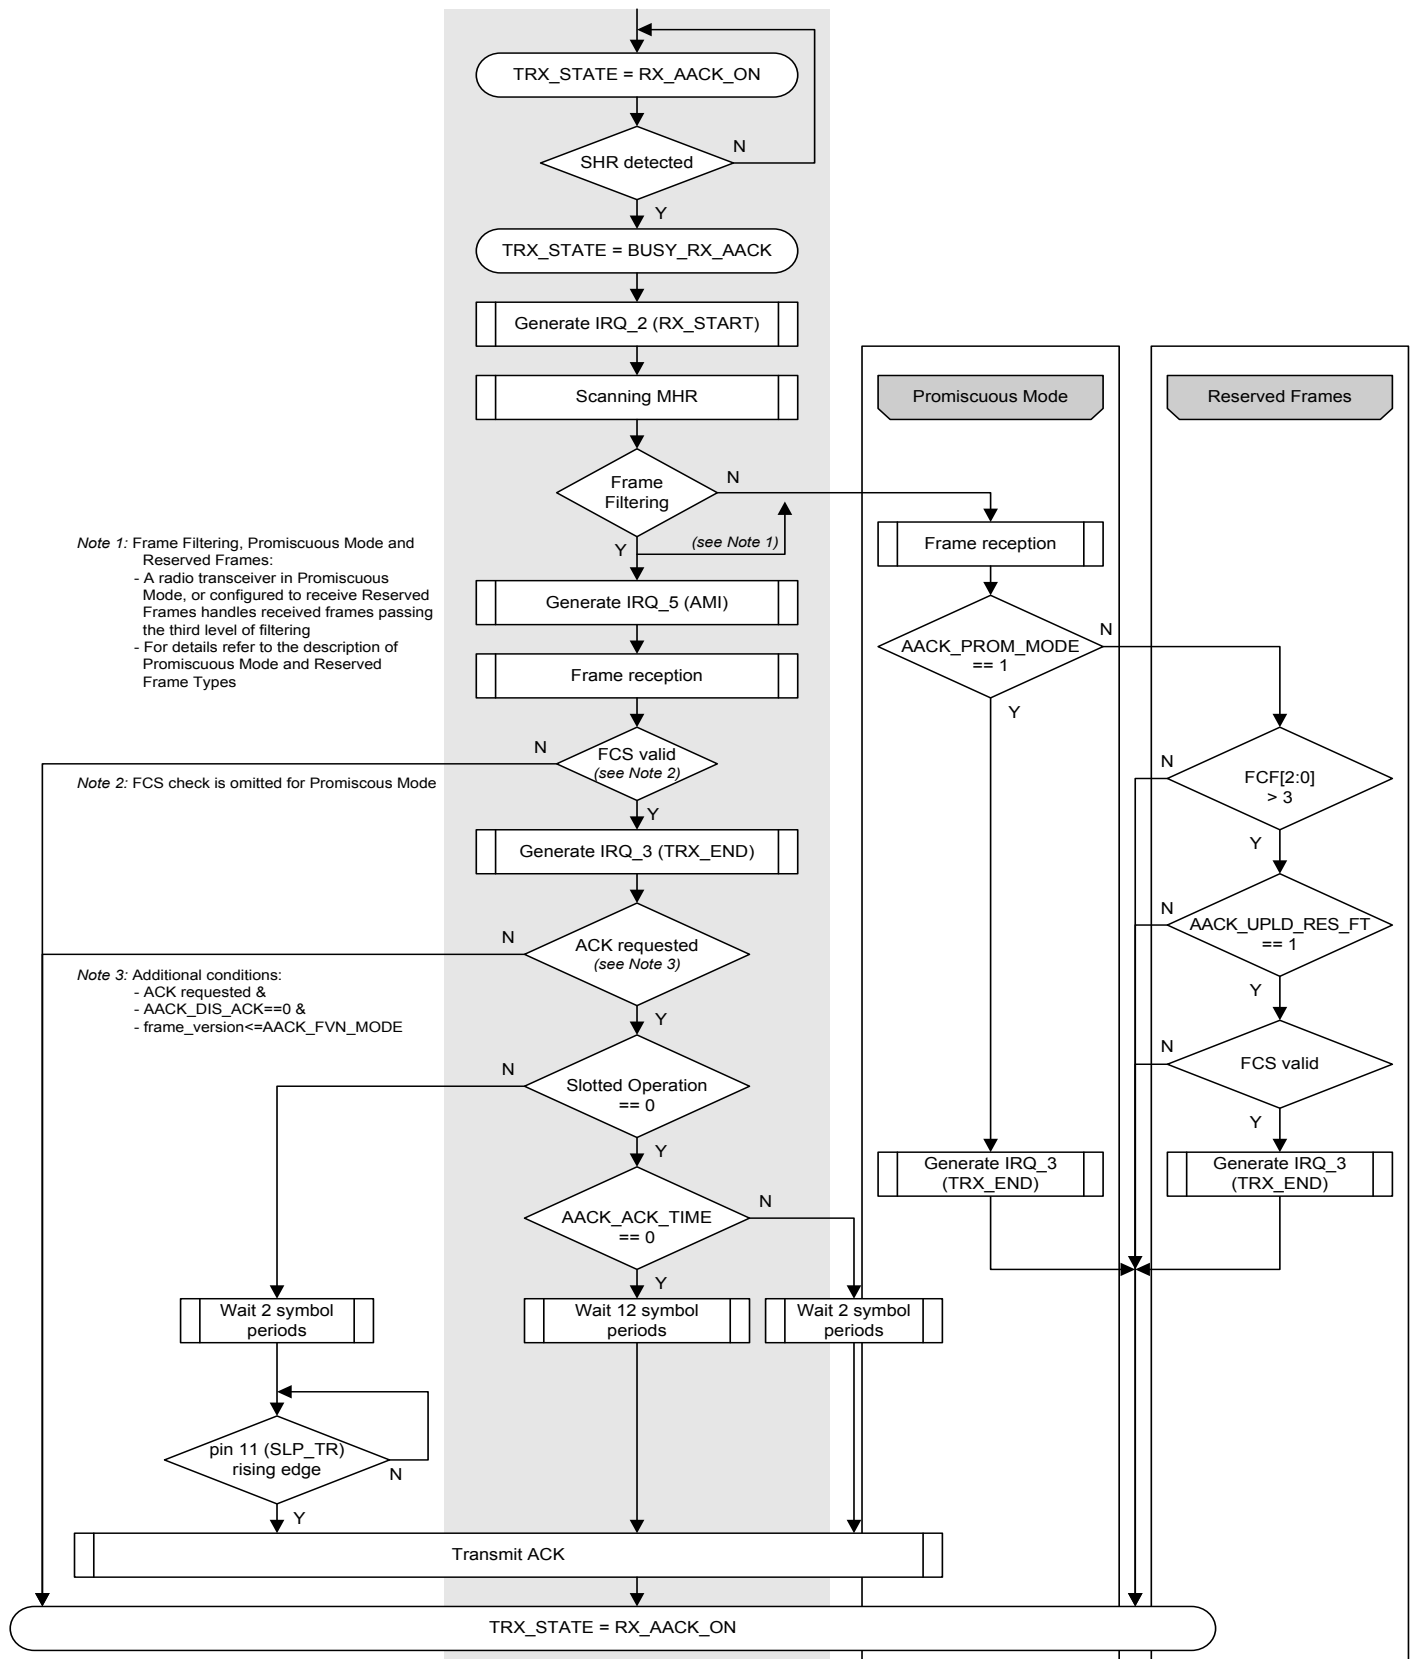 TRX_STATE = RX_AACK_ON
SHR detected
N
Y
TRX_STATE = BUSY_RX_AACK
Generate IRQ_2 (RX_START)
Scanning MHR
Promiscuous Mode
Reserved Frames
Frame
Filtering
N
Y
(see Note 1)
Frame reception
Note 1: Frame Filtering, Promiscuous Mode and
Reserved Frames:
- A radio transceiver in Promiscuous
Mode, or configured to receive Reserved
Frames handles received frames passing
the third level of filtering
- For details refer to the description of
Promiscuous Mode and Reserved
Frame Types
Generate IRQ_5 (AMI)
AACK_PROM_MODE
== 1
N
Y
Frame reception
FCS valid
(see Note 2)
N
Y
Note 2: FCS check is omitted for Promiscous Mode
FCF[2:0]
> 3
N
Y
Generate IRQ_3 (TRX_END)
ACK requested
(see Note 3)
N
Y
AACK_UPLD_RES_FT
== 1
N
Y
Note 3: Additional conditions:
- ACK requested &
- AACK_DIS_ACK==0 &
- frame_version<=AACK_FVN_MODE
Slotted Operation
== 0
N
Y
FCS valid
N
Y
Generate IRQ_3
(TRX_END)
Generate IRQ_3
(TRX_END)
AACK_ACK_TIME
== 0
N
Y
Wait 2 symbol
periods
Wait 12 symbol
periods
Wait 2 symbol
periods
pin 11 (SLP_TR)
rising edge
N
Y
Transmit ACK
TRX_STATE = RX_AACK_ON